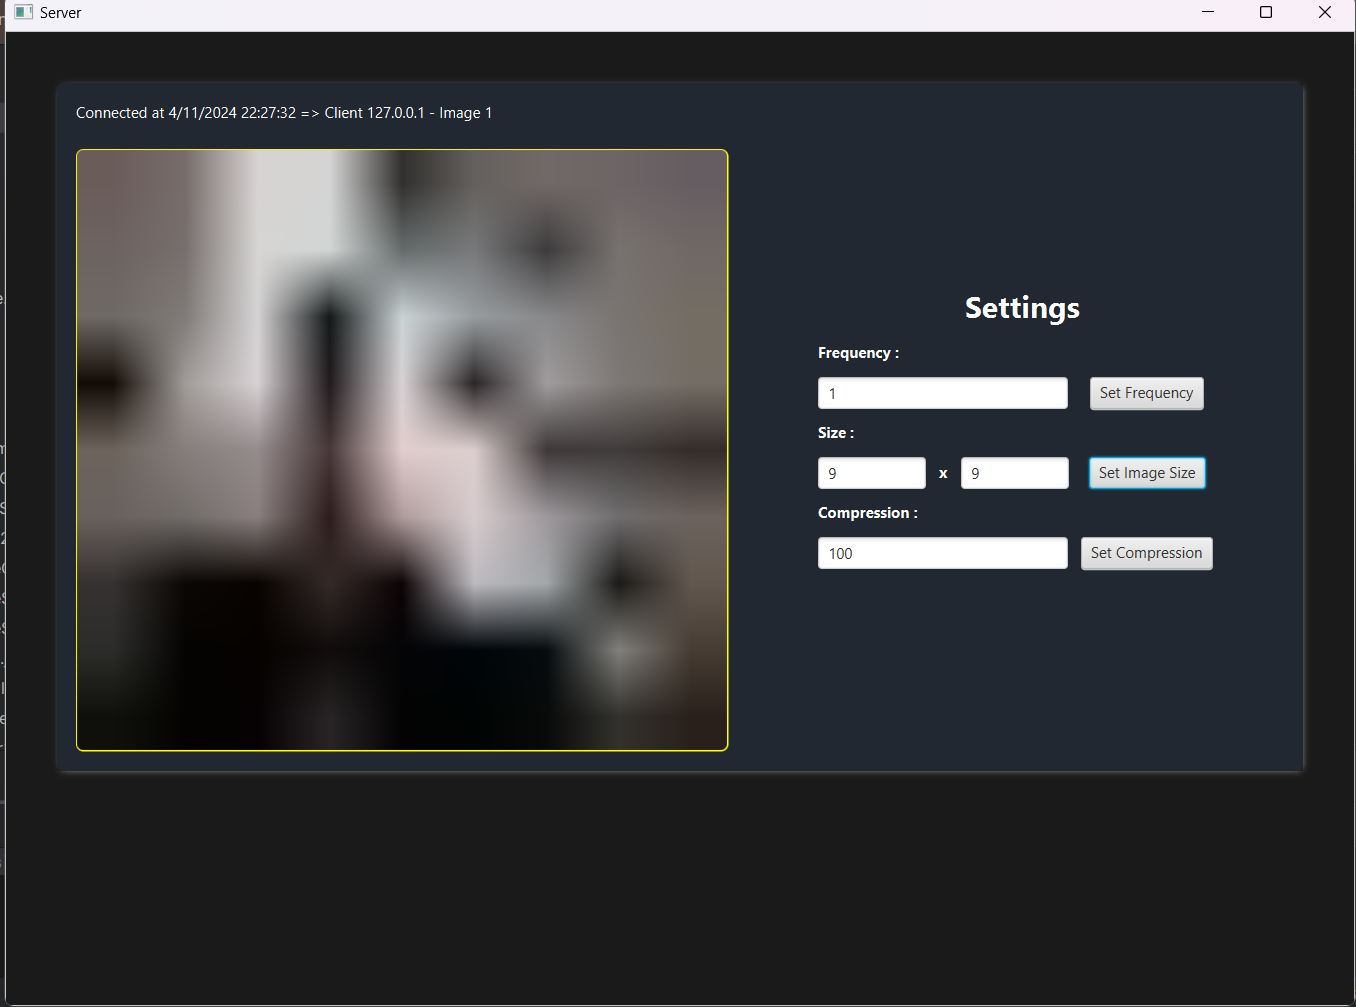 Server
Connected at 4/11/2024 22:27:32 => Client 127.0.0.1 - Image 1
Settings
Frequency :
1 Set Frequency
Size :
9 x 9 Set Image Size
Compression :
100 Set Compression